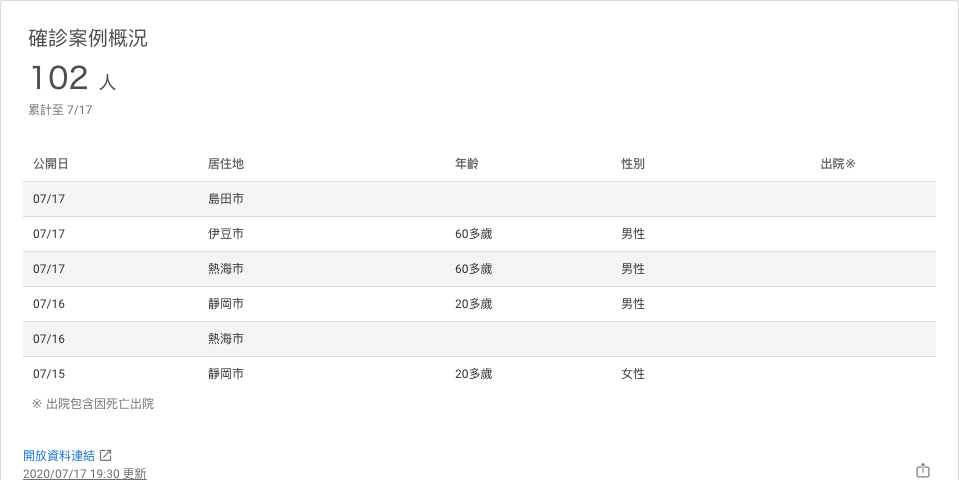 確診案例概況
102 人
累計至 7/17
公開日 居住地 年齡 性別 出院※
07/17 島田市
07/17 伊豆市 60多歲 男性
07/17 熱海市 60多歲 男性
07/16 靜岡市 20多歲 男性
07/16 熱海市
07/15 靜岡市 20多歲 女性
※ 出院包含因死亡出院
開放資料連結
2020/07/17 19:30 更新